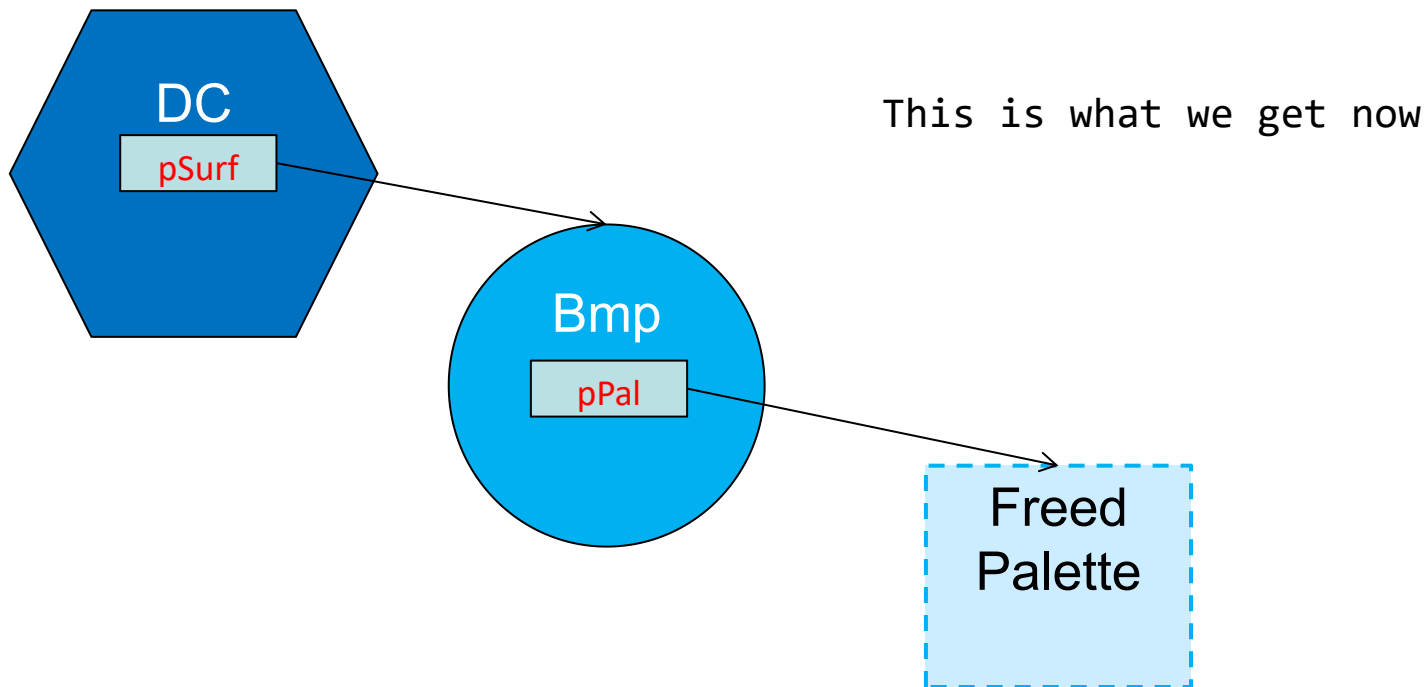 DC
pSurf
This is what we get now
Bmp
pPal
Freed
Palette